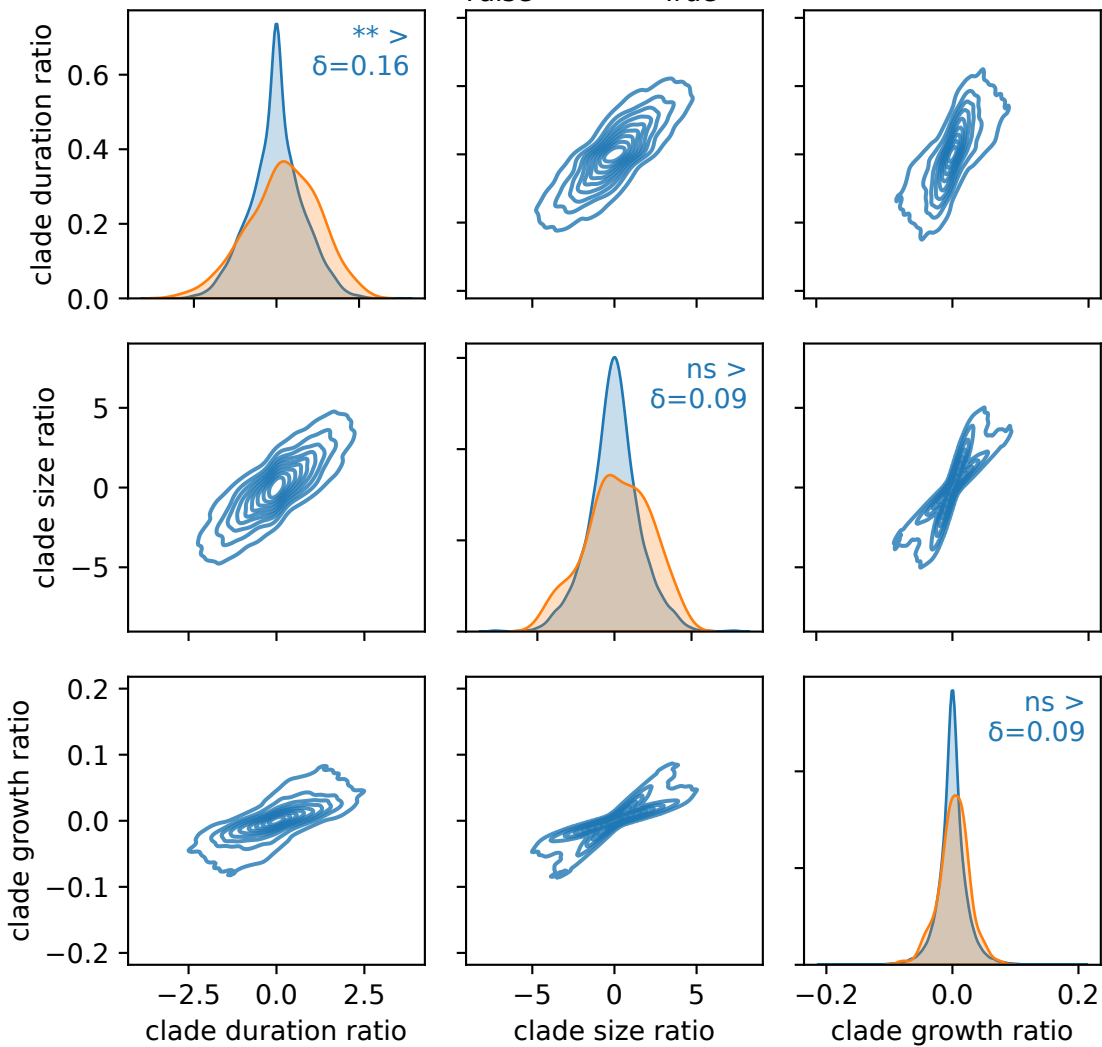 clade duration ratio
0.6
0.4
0.2
0.0
** >
δ=0.16
clade size ratio
5
0
−5
ns >
δ=0.09
clade growth ratio
0.2
0.1
0.0
−0.1
−0.2
ns >
δ=0.09
−2.5 0.0 2.5
clade duration ratio
−5 0 5
clade size ratio
−0.2 0.0 0.2
clade growth ratio